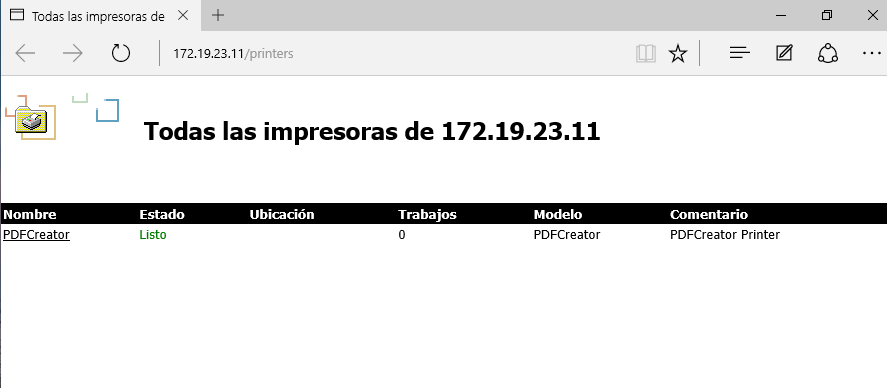 Todas las impresoras de
172.19.23.11/printers
Todas las impresoras de 172.19.23.11
Nombre Estado Ubicación Trabajos Modelo Comentario
PDFCreator Listo 0 PDFCreator PDFCreator Printer